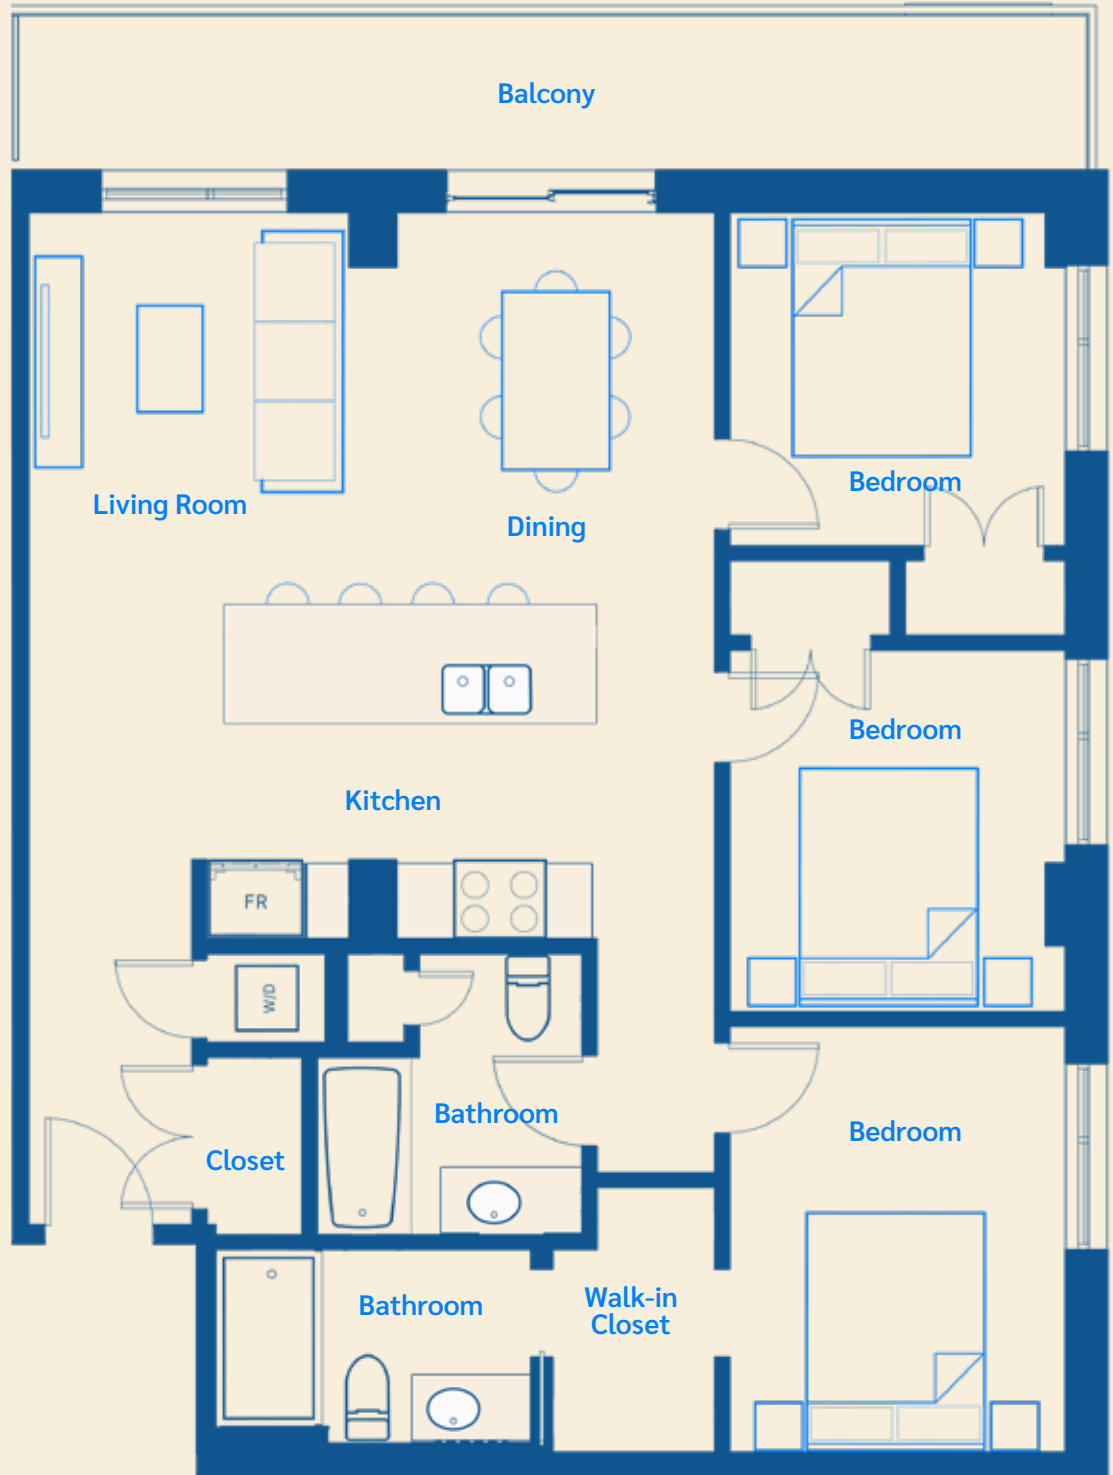 Balcony
Living Room
Dining
Bedroom
Bedroom
Kitchen
FR
W/D
Bathroom
Bedroom
Closet
Bathroom
Walk-in
Closet